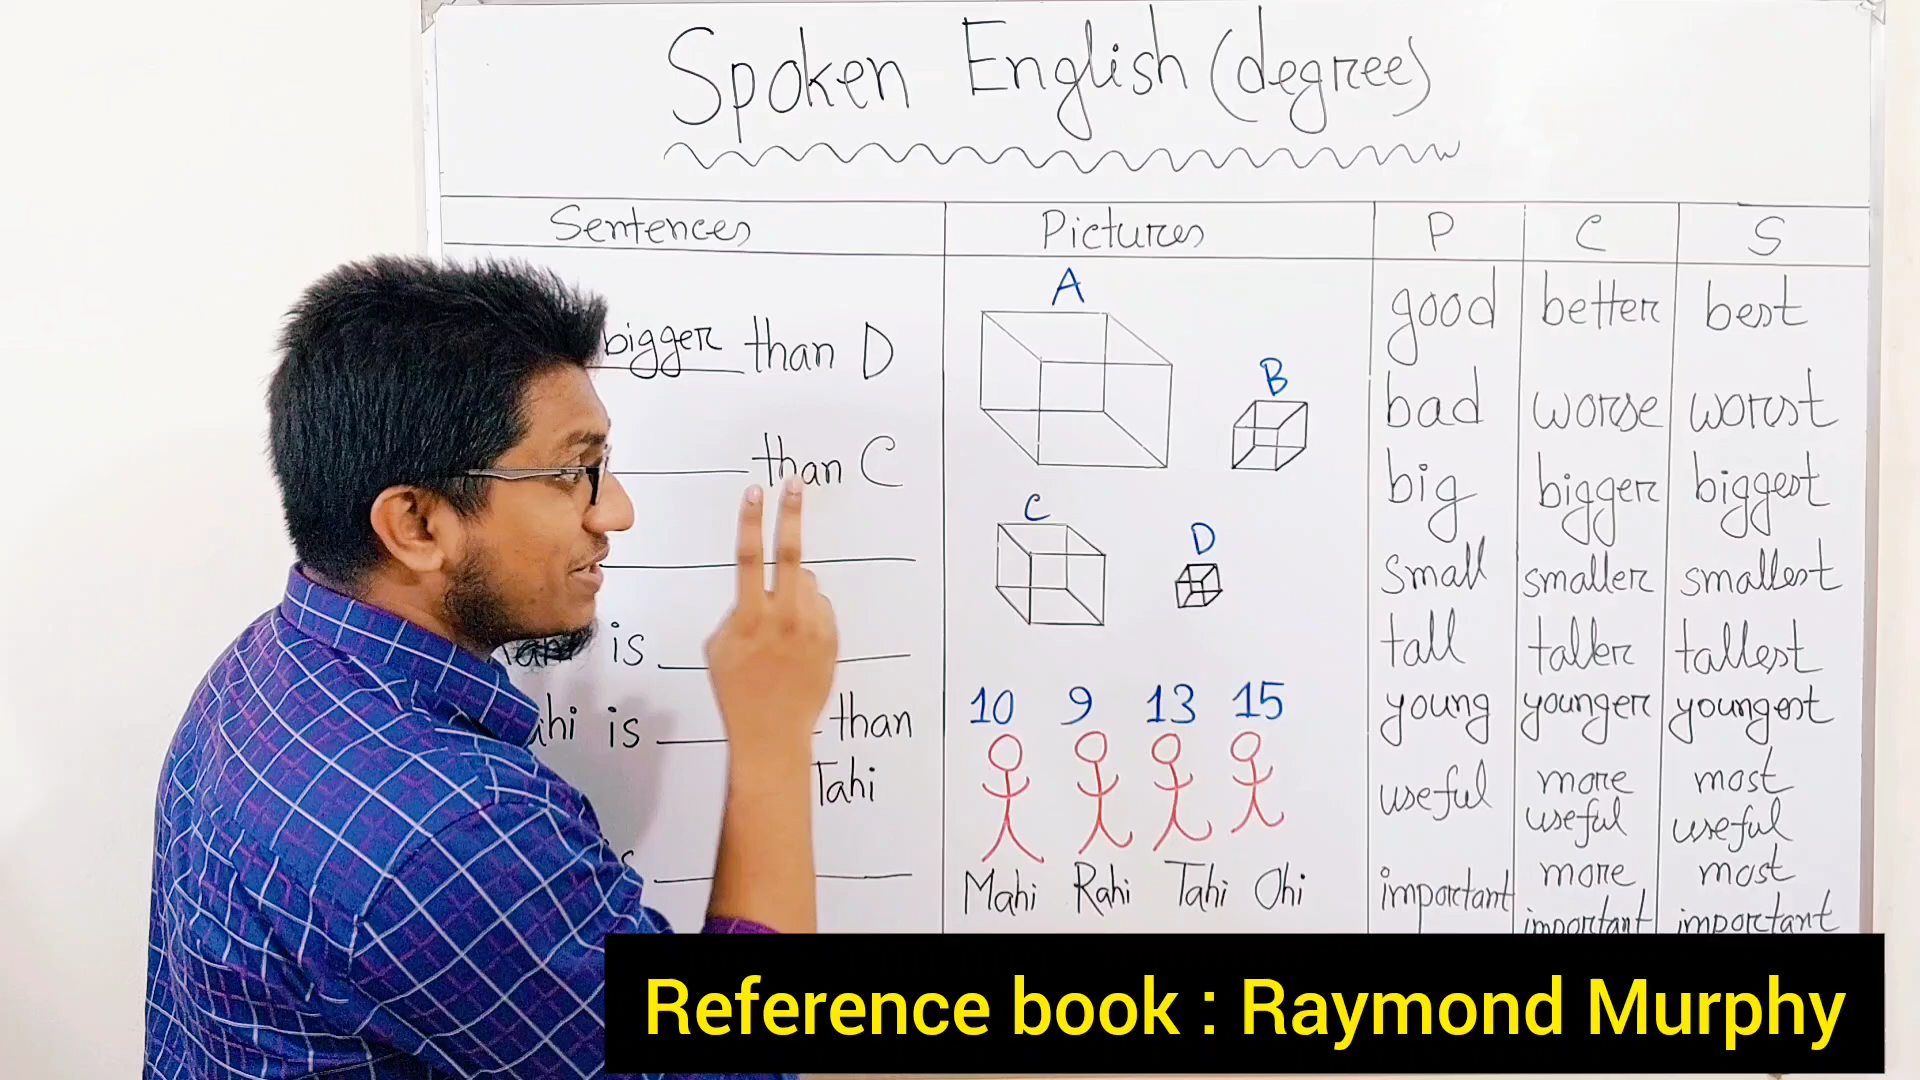 Spoken English (degree)
Sentences Pictures P C S
bigger than D
than C
is
ihi is than
Tahi
A
B
C
D
10 9 13 15
Mahi Rahi Tahi Ohi
good better best
bad worse worst
big bigger biggest
small smaller smallest
tall taller tallest
young younger youngest
useful more useful most useful
important more important most important
Reference book : Raymond Murphy